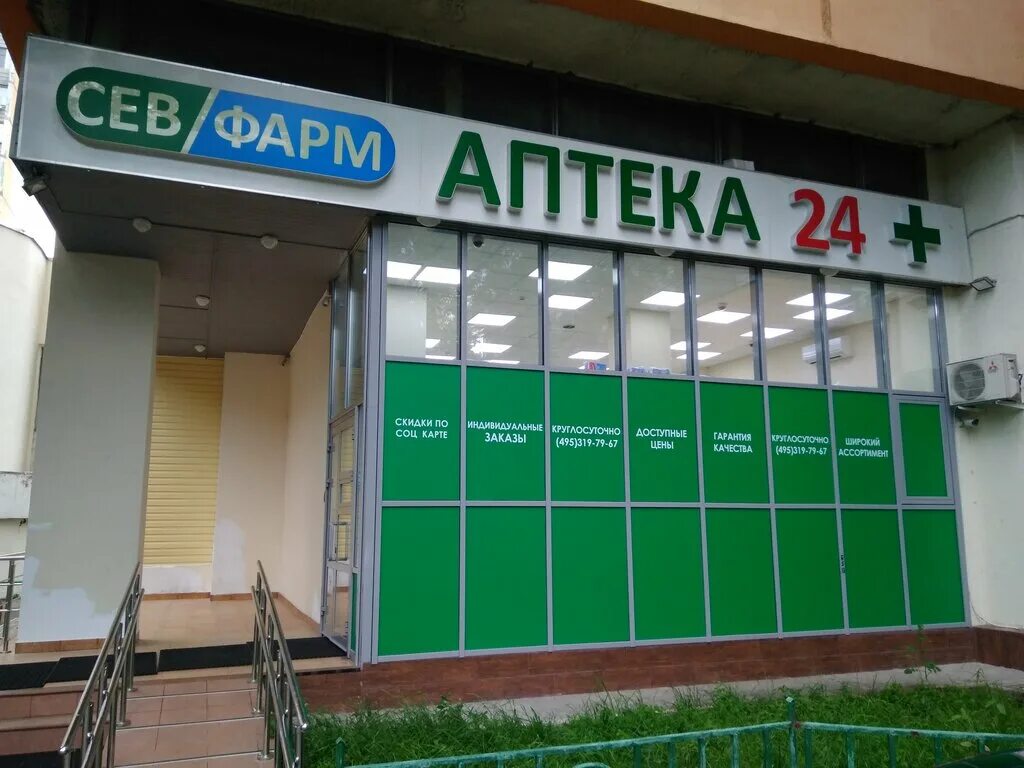 СЕВ/ФАРМ АПТЕКА 24 +
СКИДКИ ПО
СОЦ КАРТЕ
ИНДИВИДУАЛЬНЫЕ
ЗАКАЗЫ
КРУГЛОСУТОЧНО
(495)319-79-67
ДОСТУПНЫЕ
ЦЕНЫ
ГАРАНТИЯ
КАЧЕСТВА
КРУГЛОСУТОЧНО
(495)319-79-67
ШИРОКИЙ
АССОРТИМЕНТ